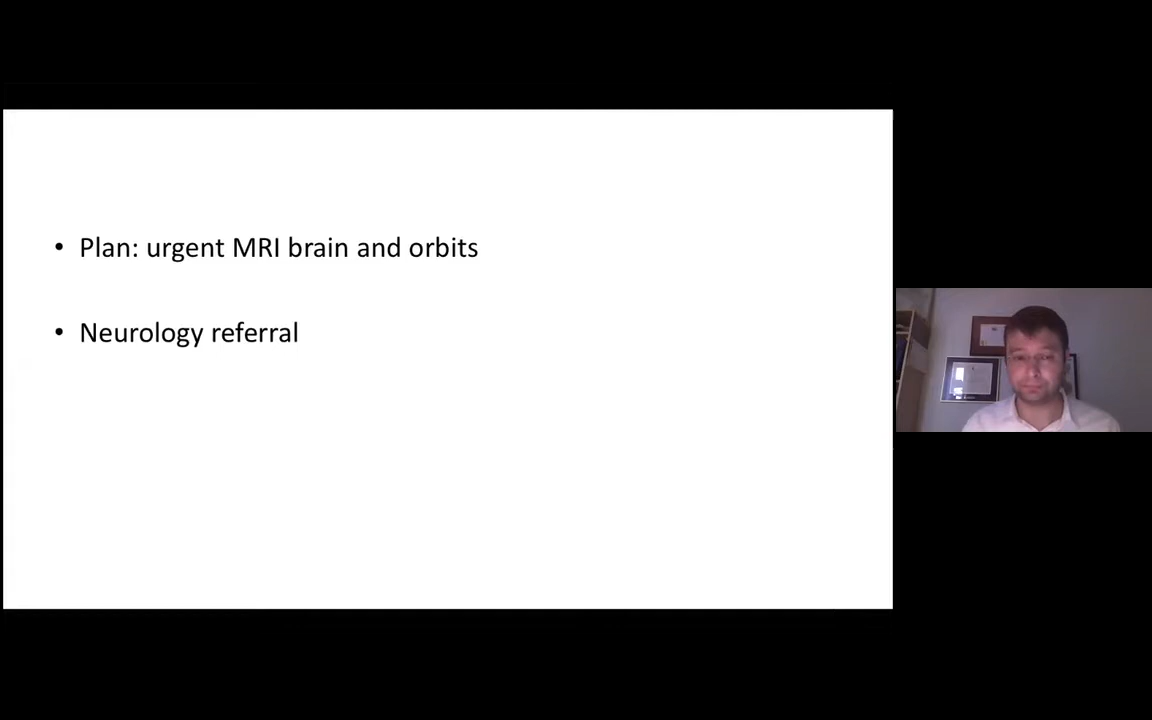 • Plan: urgent MRI brain and orbits
• Neurology referral